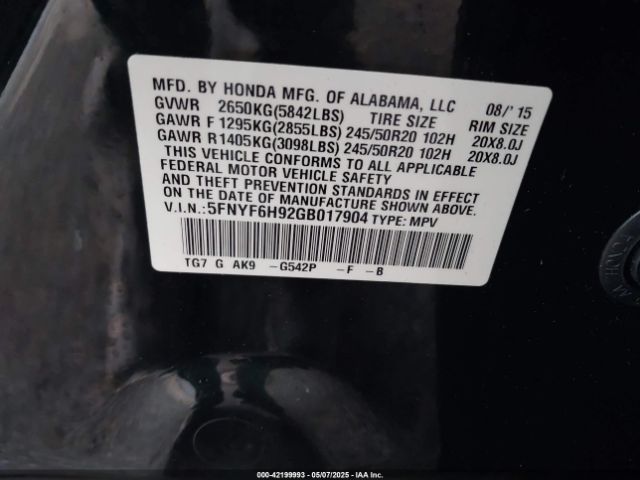 MFD. BY HONDA MFG. OF ALABAMA, LLC 08/'15
GVWR 2650KG(5842LBS) TIRE SIZE RIM SIZE
GAWR F 1295KG(2855LBS) 245/50R20 102H 20X8.0J
GAWR R1405KG(3098LBS) 245/50R20 102H 20X8.0J
THIS VEHICLE CONFORMS TO ALL APPLICABLE
FEDERAL MOTOR VEHICLE SAFETY
AND THEFT PREVENTION STANDARDS IN EFFECT
ON THE DATE OF MANUFACTURE SHOWN ABOVE.
V.I.N.:5FNYF6H92GB017904 TYPE: MPV
TG7 G AK9 -G542P -F -B
000-42199993 - 05/07/2025 - IAA Inc.